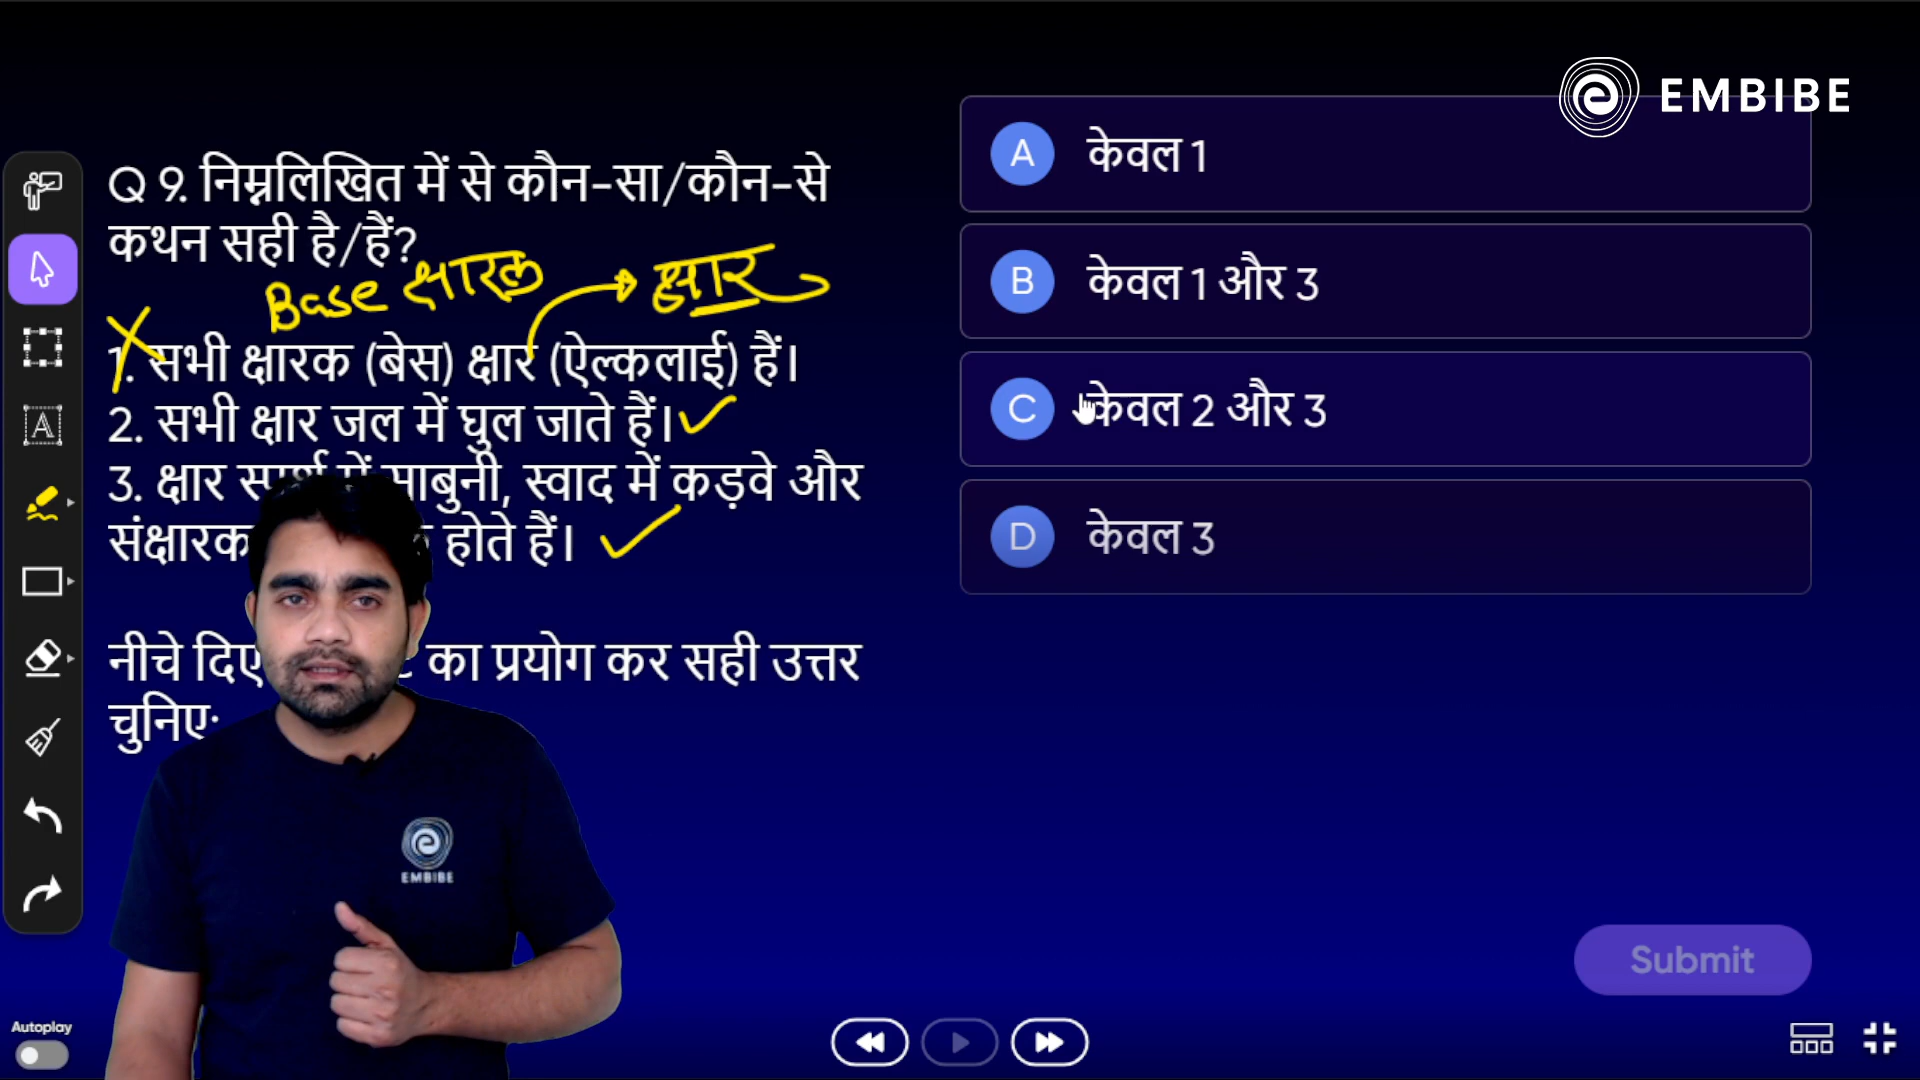 EMBIBE
Q 9. निम्नलिखित में से कौन-सा/कौन-से
कथन सही है/हैं?
Base क्षारक
क्षार
1. सभी क्षारक (बेस) क्षार (ऐल्कलाई) हैं।
2. सभी क्षार जल में घुल जाते हैं।
3. क्षार स्पर्श में साबुनी, स्वाद में कड़वे और
संक्षारक होते हैं।
नीचे दिए का प्रयोग कर सही उत्तर
चुनिए:
A केवल 1
B केवल 1 और 3
C केवल 2 और 3
D केवल 3
EMBIBE
Submit
Autoplay
A